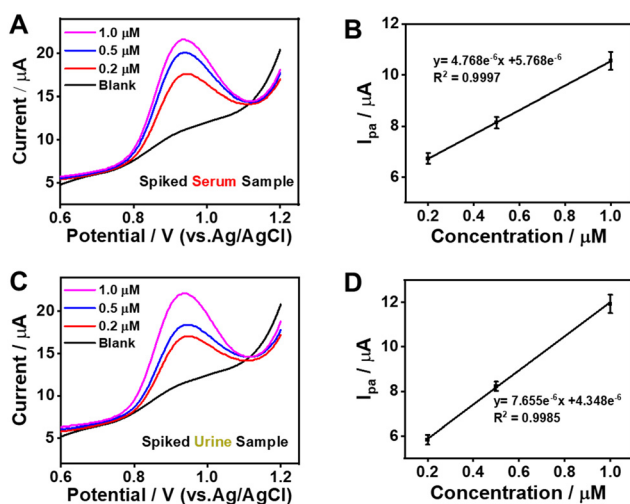 A
1.0 μM
0.5 μM
0.2 μM
Blank
25
20
15
10
5
Current / μA
Spiked Serum Sample
0.6
0.8
1.0
1.2
Potential / V (vs.Ag/AgCl)
B
12
10
8
6
Ipa / μA
y= 4.768e⁻⁶x +5.768e⁻⁶
R² = 0.9997
0.2
0.4
0.6
0.8
1.0
Concentration / μM
C
1.0 μM
0.5 μM
0.2 μM
Blank
25
20
15
10
5
Current / μA
Spiked Urine Sample
0.6
0.8
1.0
1.2
Potential / V (vs.Ag/AgCl)
D
12
10
8
6
Ipa / μA
y= 7.655e⁻⁶x +4.348e⁻⁶
R² = 0.9985
0.2
0.4
0.6
0.8
1.0
Concentration / μM